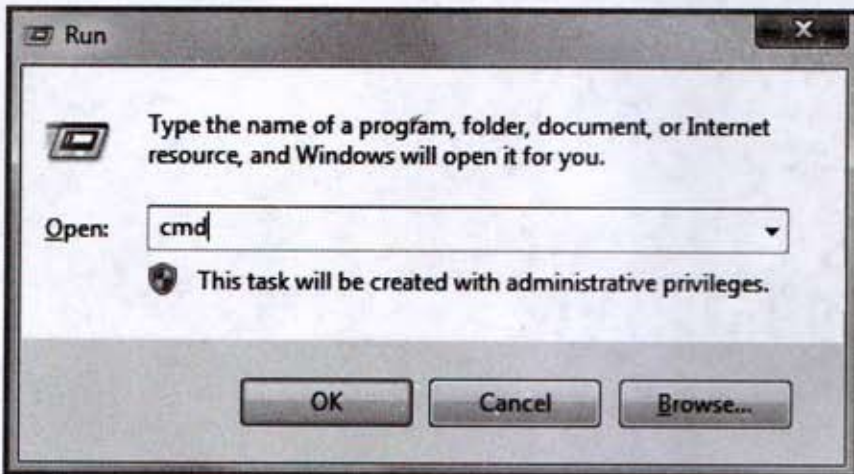 Run
Type the name of a program, folder, document, or Internet
resource, and Windows will open it for you.
Open: cmd
This task will be created with administrative privileges.
OK Cancel Browse...